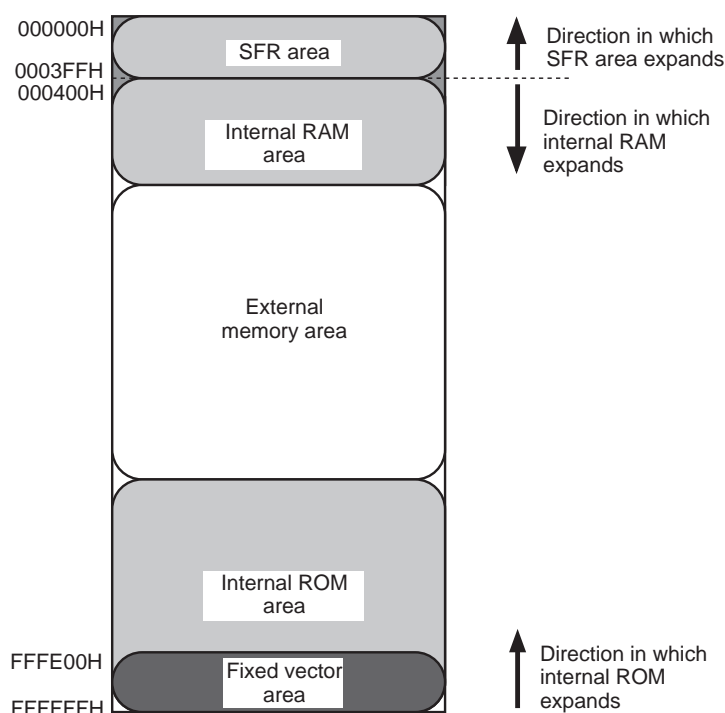 000000H
SFR area
0003FFH
000400H
Internal RAM
area
External
memory area
Internal ROM
area
FFFE00H
Fixed vector
area
FFFFFFH
Direction in which
SFR area expands
Direction in which
internal RAM
expands
Direction in which
internal ROM
expands